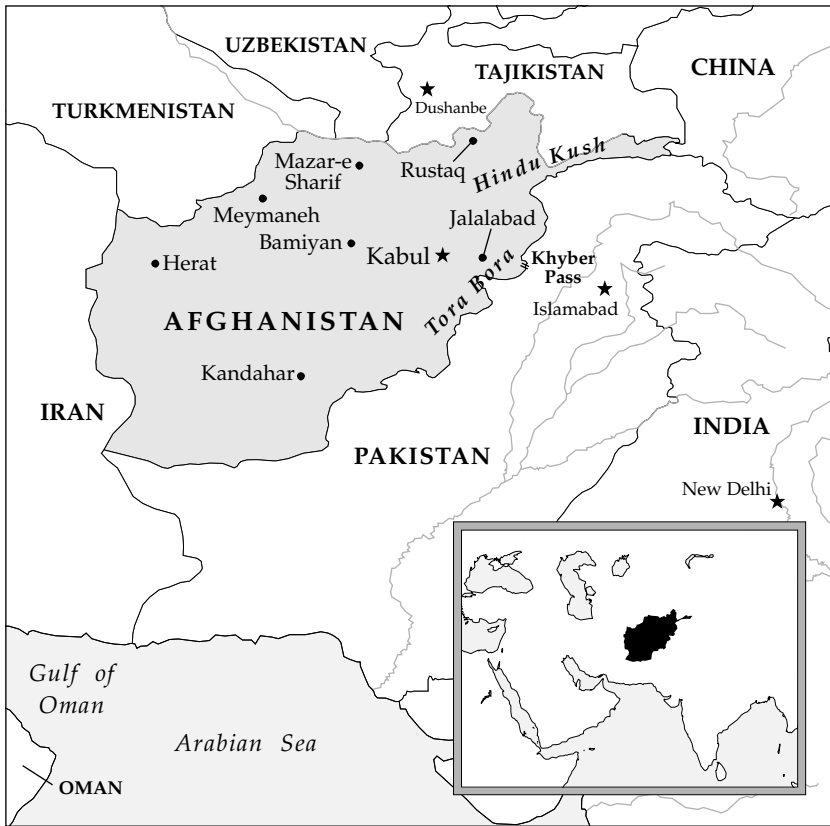 UZBEKISTAN
TAJIKISTAN
CHINA
Dushanbe
TURKMENISTAN
Mazar-e
Sharif
Rustaq
Hindu Kush
Meymaneh
Jalalabad
Bamiyan
Kabul
Khyber
Pass
Herat
Tora Bora
Islamabad
AFGHANISTAN
Kandahar
IRAN
INDIA
PAKISTAN
New Delhi
Gulf of
Oman
Arabian Sea
OMAN